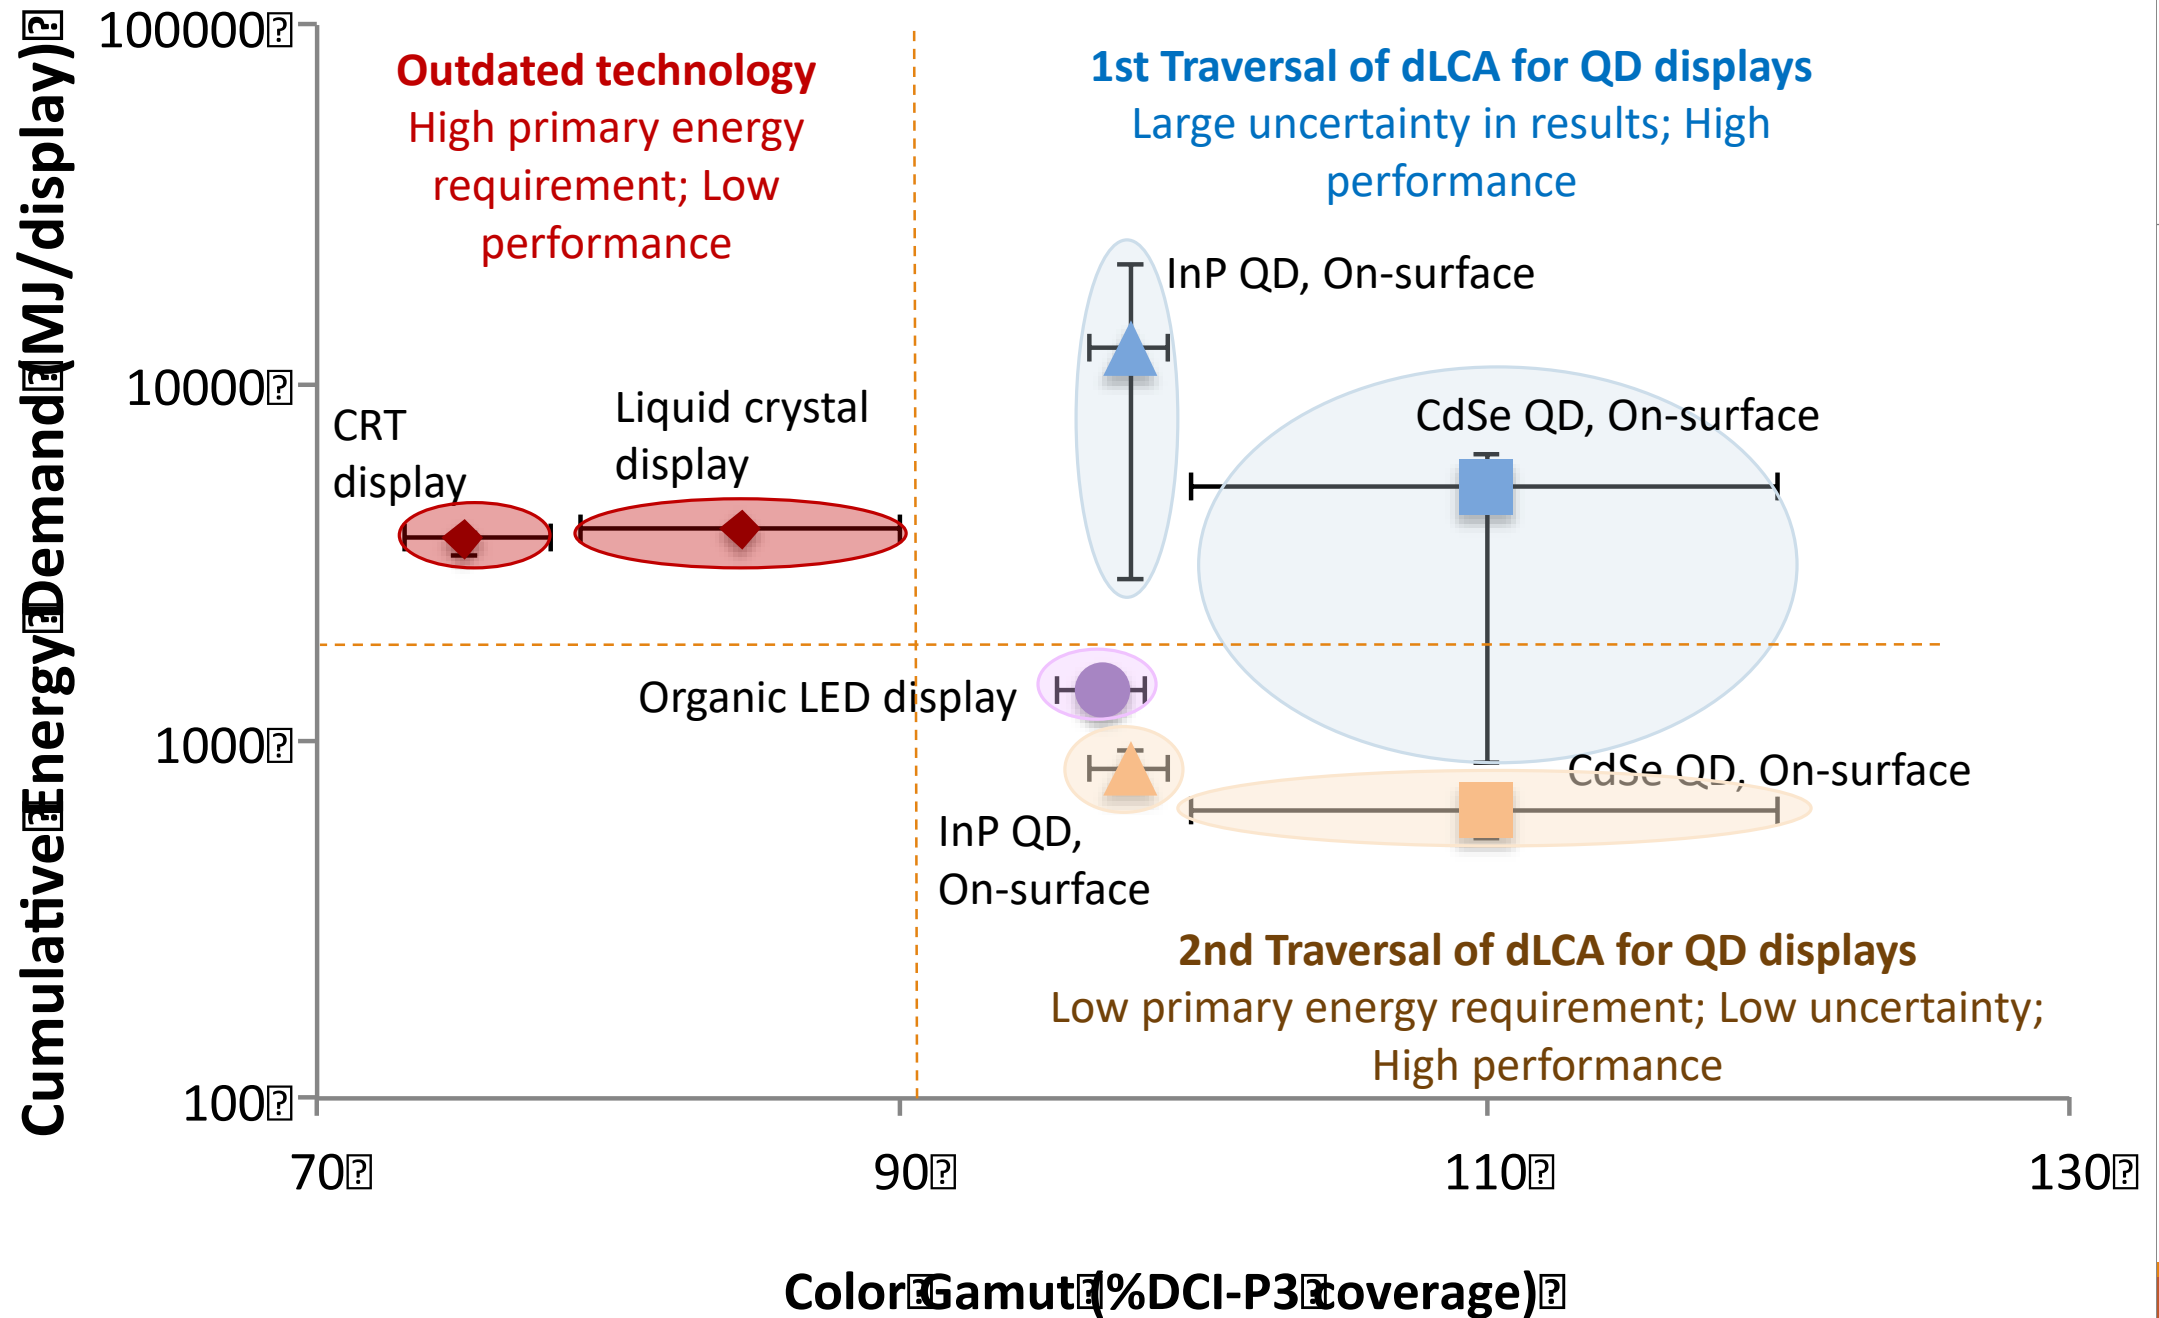 Cumulative Energy Demand (MJ/display)
100000
10000
1000
100
Outdated technology
High primary energy
requirement; Low
performance
1st Traversal of dLCA for QD displays
Large uncertainty in results; High
performance
InP QD, On-surface
CRT
display
Liquid crystal
display
CdSe QD, On-surface
Organic LED display
CdSe QD, On-surface
InP QD,
On-surface
2nd Traversal of dLCA for QD displays
Low primary energy requirement; Low uncertainty;
High performance
70
90
110
130
Color Gamut (%DCI-P3 coverage)